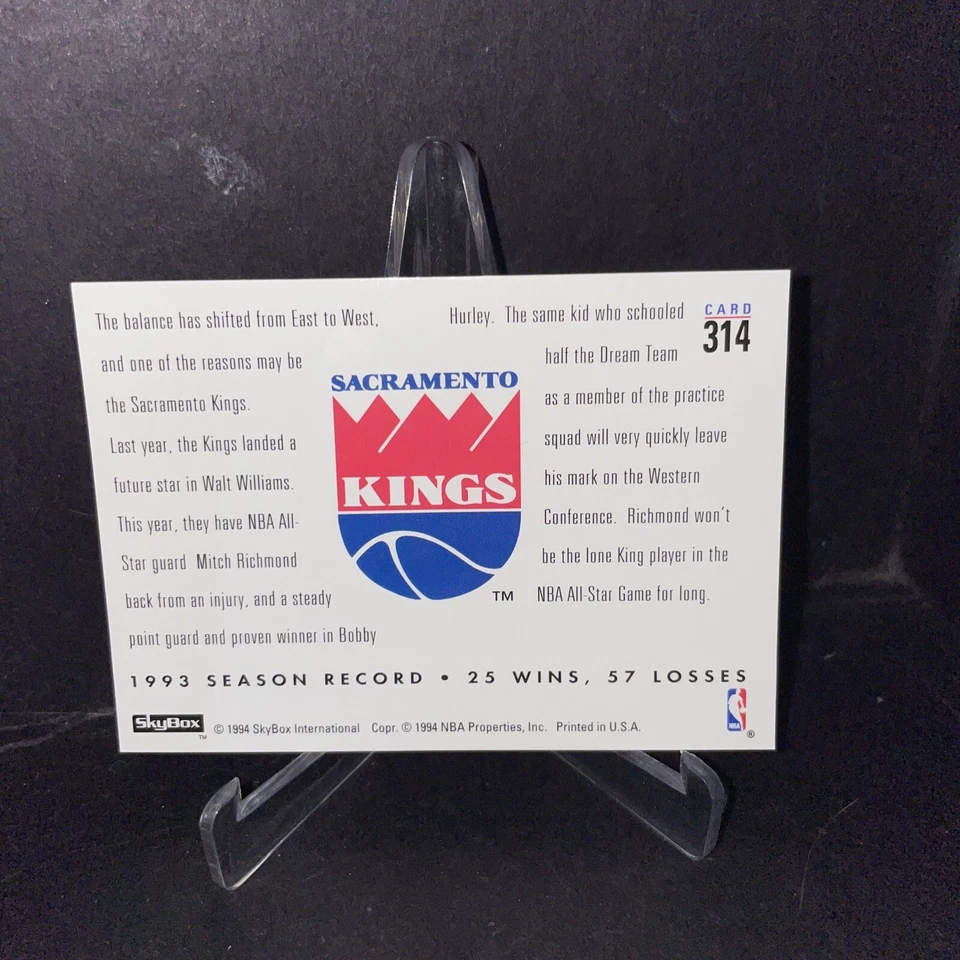 The balance has shifted from East to West,
and one of the reasons may be
the Sacramento Kings.
Last year, the Kings landed a
future star in Walt Williams.
This year, they have NBA All-
Star guard Mitch Richmond
back from an injury, and a steady
point guard and proven winner in Bobby
Hurley. The same kid who schooled
half the Dream Team
as a member of the practice
squad will very quickly leave
his mark on the Western
Conference. Richmond won't
be the lone King player in the
NBA All-Star Game for long.
CARD
314
SACRAMENTO
KINGS
TM
1993 SEASON RECORD • 25 WINS, 57 LOSSES
SkyBox
TM
© 1994 SkyBox International Copr. © 1994 NBA Properties, Inc. Printed in U.S.A.
NBA
®